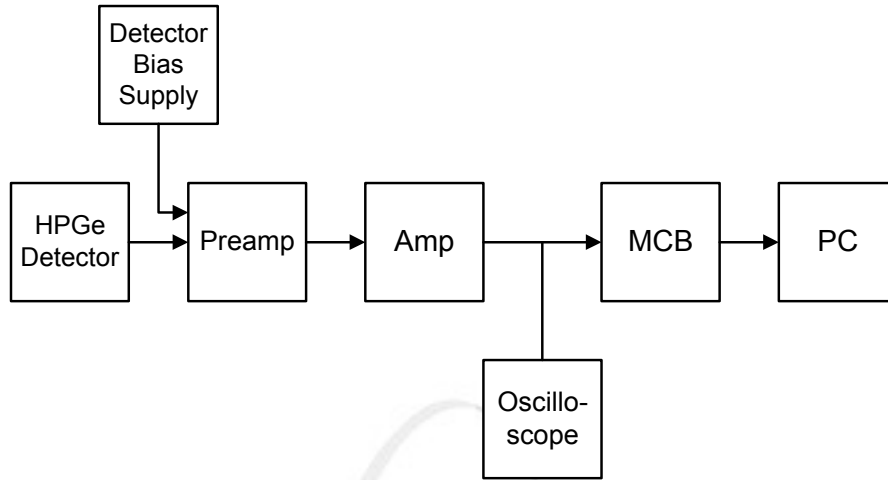 Detector
Bias
Supply
HPGe
Detector
Preamp
Amp
MCB
PC
Oscillo-
scope